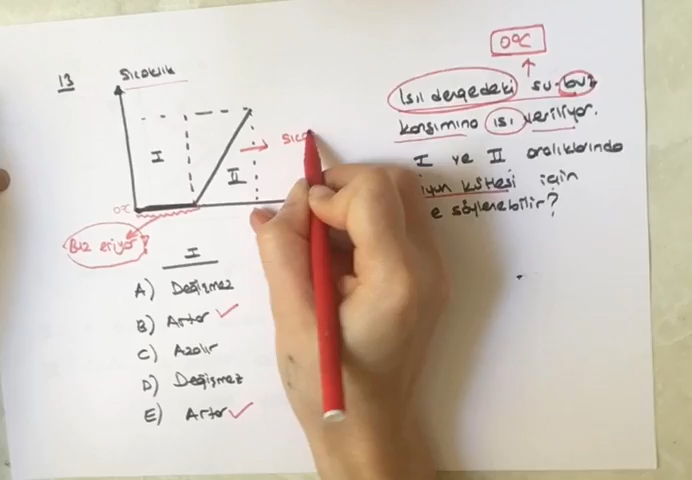 13
Sıcaklık
I
II
0°C
Buz eriyor
0°C
Isıl dengedeki su-buz
karışımına ısı veriliyor.
I ve II aralıklarında
suyun kütlesi için
söylenebilir?
I
A) Değişmez
B) Artar
C) Azalır
D) Değişmez
E) Artar